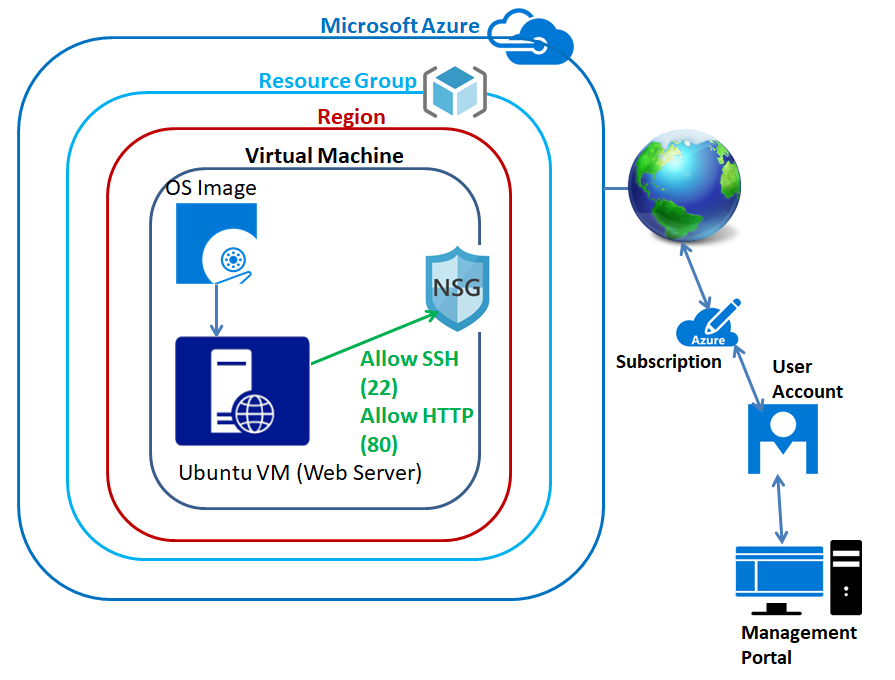 Microsoft Azure
Resource Group
Region
Virtual Machine
OS Image
NSG
Allow SSH
(22)
Allow HTTP
(80)
Ubuntu VM (Web Server)
Azure
Subscription
User
Account
Management
Portal